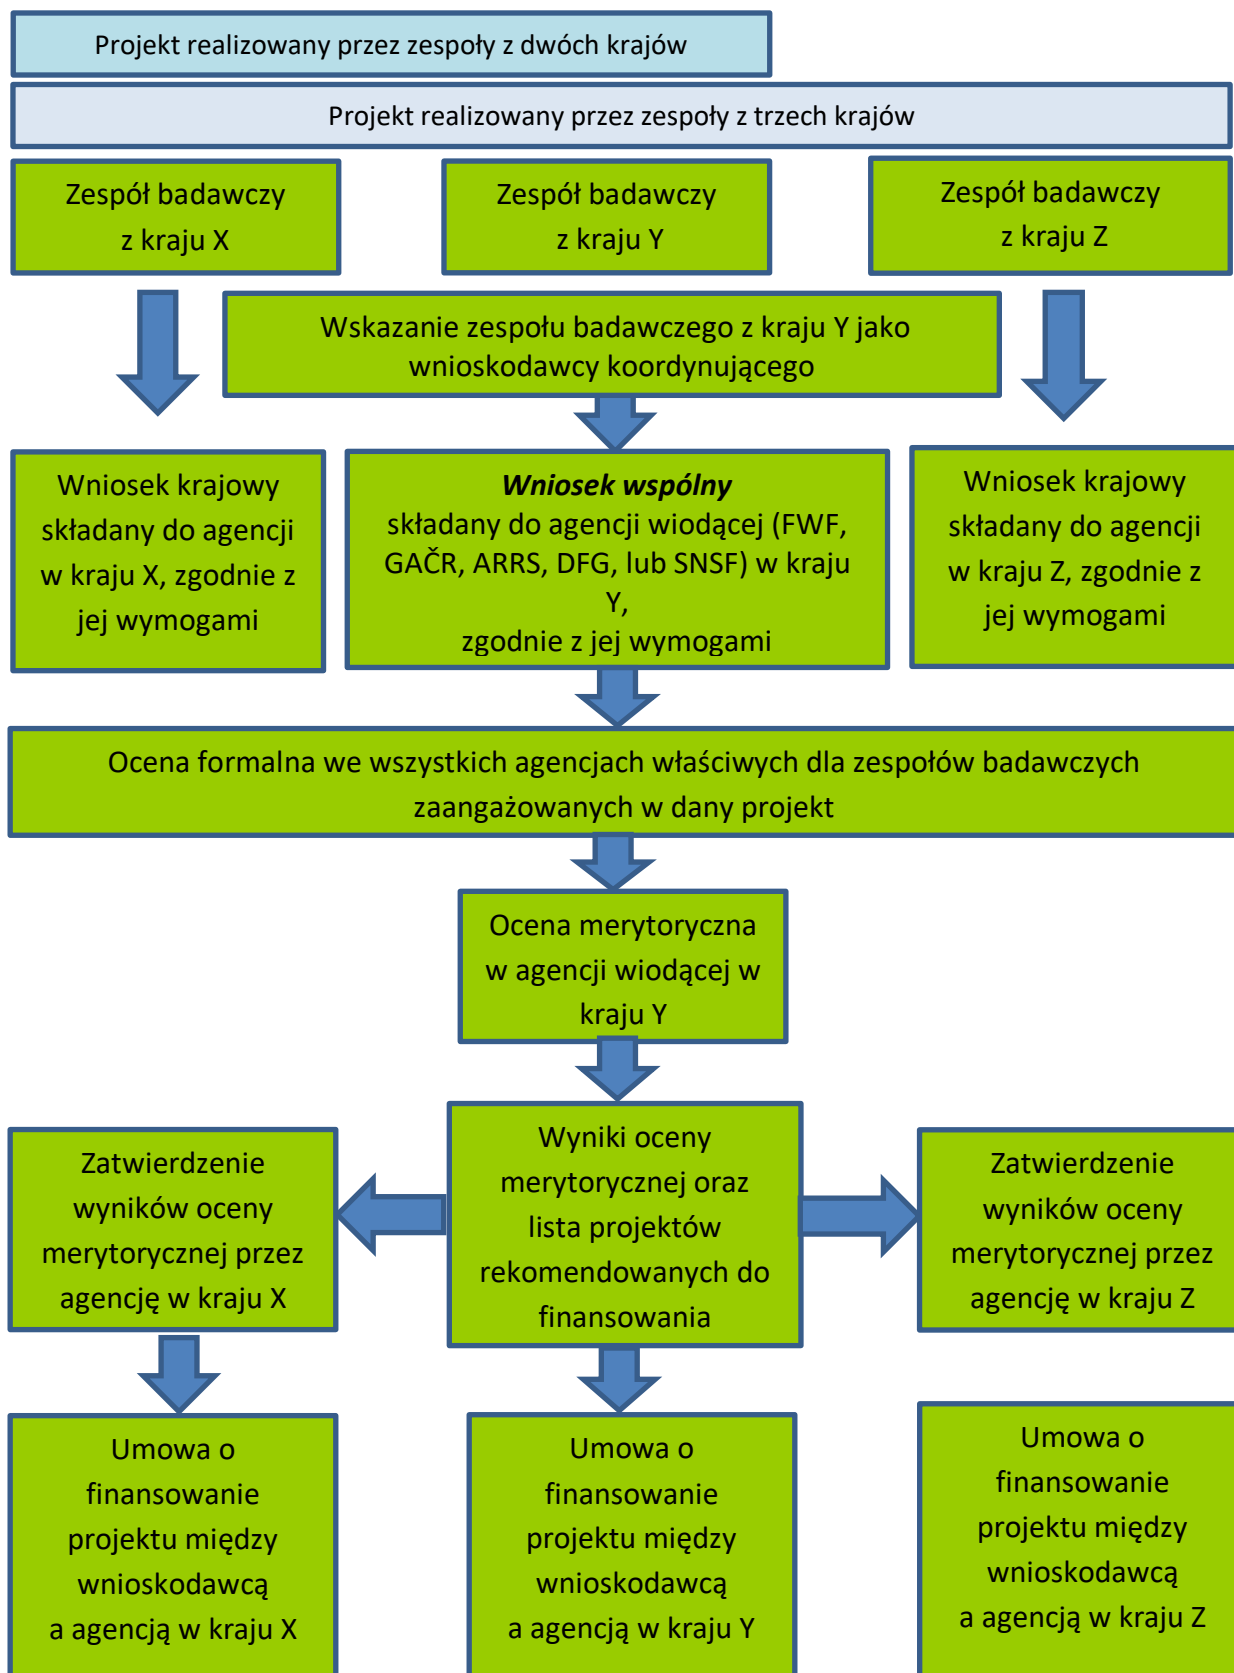 Projekt realizowany przez zespoły z dwóch krajów
Projekt realizowany przez zespoły z trzech krajów
Zespół badawczy
z kraju X
Zespół badawczy
z kraju Y
Zespół badawczy
z kraju Z
Wskazanie zespołu badawczego z kraju Y jako
wnioskodawcy koordynującego
Wniosek krajowy
składany do agencji
w kraju X, zgodnie z
jej wymogami
Wniosek wspólny
składany do agencji wiodącej (FWF,
GAČR, ARRS, DFG, lub SNSF) w kraju
Y,
zgodnie z jej wymogami
Wniosek krajowy
składany do agencji
w kraju Z, zgodnie z
jej wymogami
Ocena formalna we wszystkich agencjach właściwych dla zespołów badawczych
zaangażowanych w dany projekt
Ocena merytoryczna
w agencji wiodącej w
kraju Y
Zatwierdzenie
wyników oceny
merytorycznej przez
agencję w kraju X
Wyniki oceny
merytorycznej oraz
lista projektów
rekomendowanych do
finansowania
Zatwierdzenie
wyników oceny
merytorycznej przez
agencję w kraju Z
Umowa o
finansowanie
projektu między
wnioskodawcą
a agencją w kraju X
Umowa o
finansowanie
projektu między
wnioskodawcą
a agencją w kraju Y
Umowa o
finansowanie
projektu między
wnioskodawcą
a agencją w kraju Z